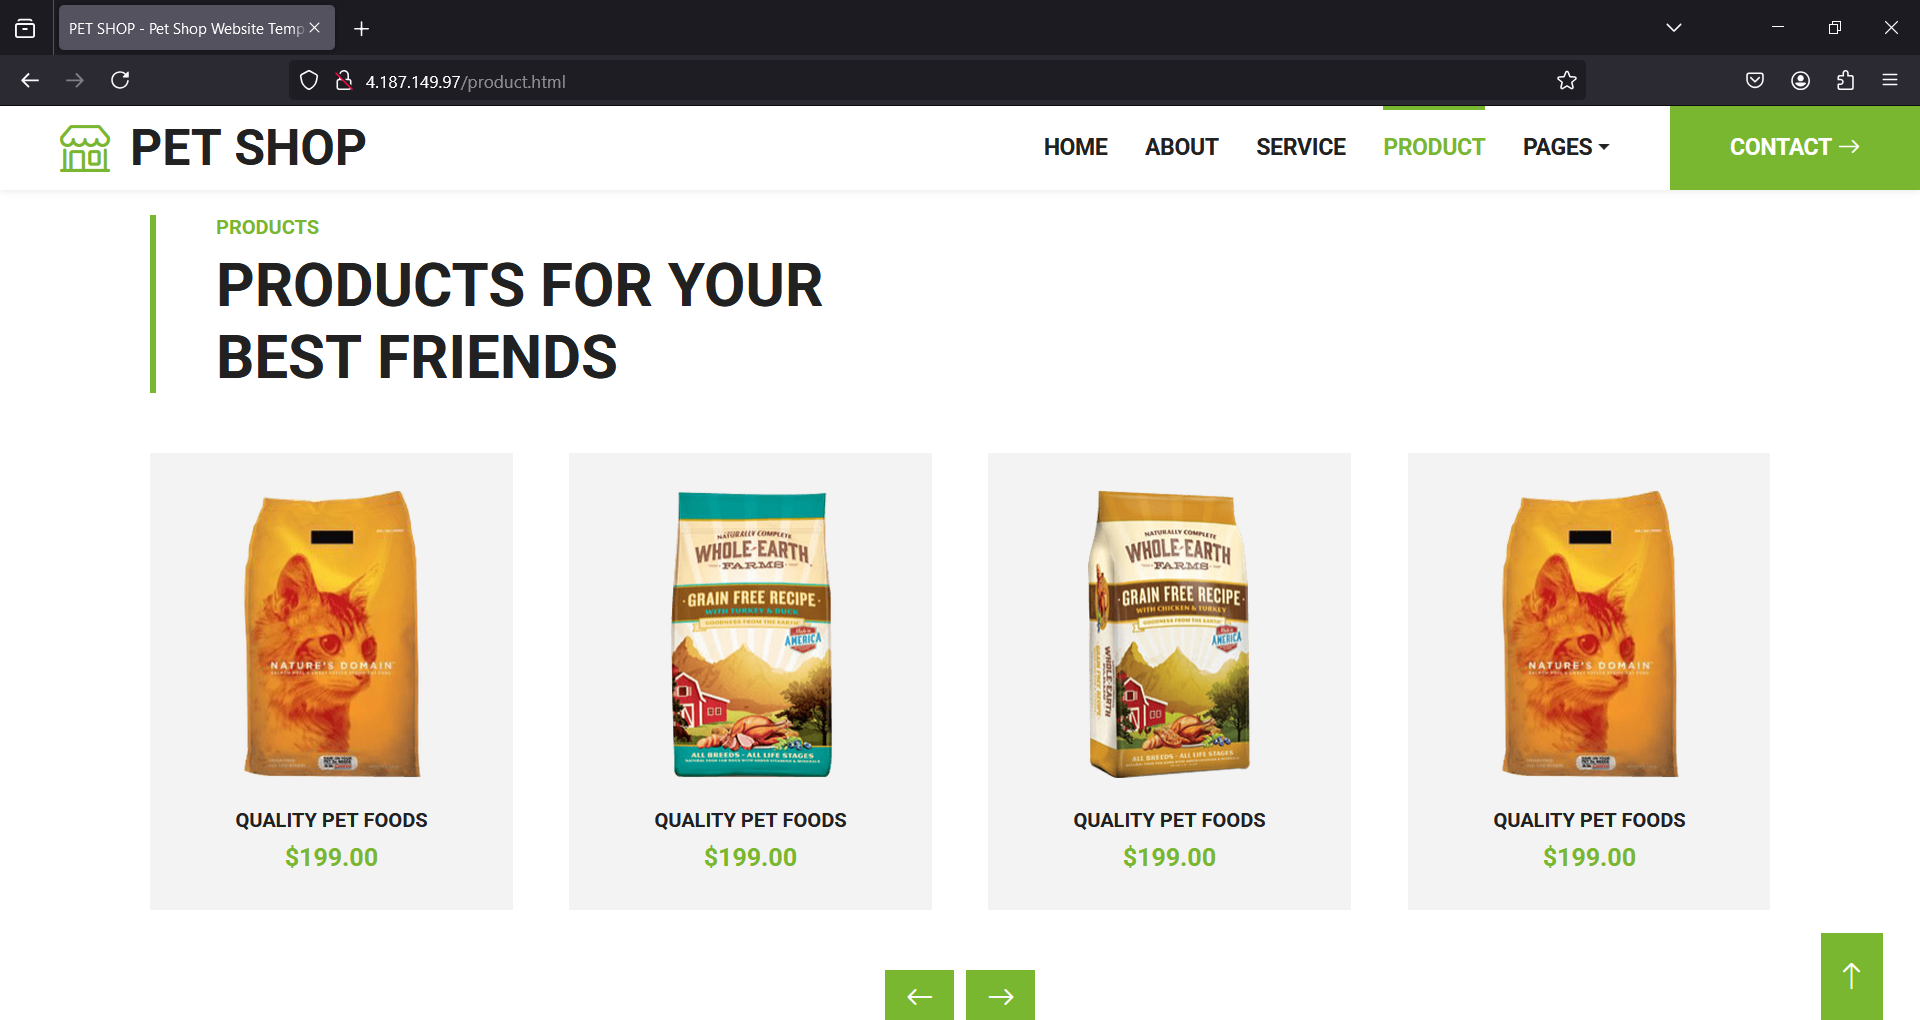 PET SHOP - Pet Shop Website Temp
4.187.149.97/product.html
PET SHOP
HOME
ABOUT
SERVICE
PRODUCT
PAGES
CONTACT
PRODUCTS
PRODUCTS FOR YOUR
BEST FRIENDS
NATURE'S DOMAIN
QUALITY PET FOODS
$199.00
NATURALLY COMPLETE
WHOLE EARTH
FARMS
GRAIN FREE RECIPE
WITH TURKEY & DUCK
GOODNESS FROM THE EARTH
Made in
AMERICA
ALL BREEDS - ALL LIFE STAGES
QUALITY PET FOODS
$199.00
NATURALLY COMPLETE
WHOLE EARTH
FARMS
GRAIN FREE RECIPE
WITH CHICKEN & TURKEY
GOODNESS FROM THE EARTH
Made in
AMERICA
WHOLE EARTH
ALL BREEDS - ALL LIFE STAGES
QUALITY PET FOODS
$199.00
NATURE'S DOMAIN
QUALITY PET FOODS
$199.00